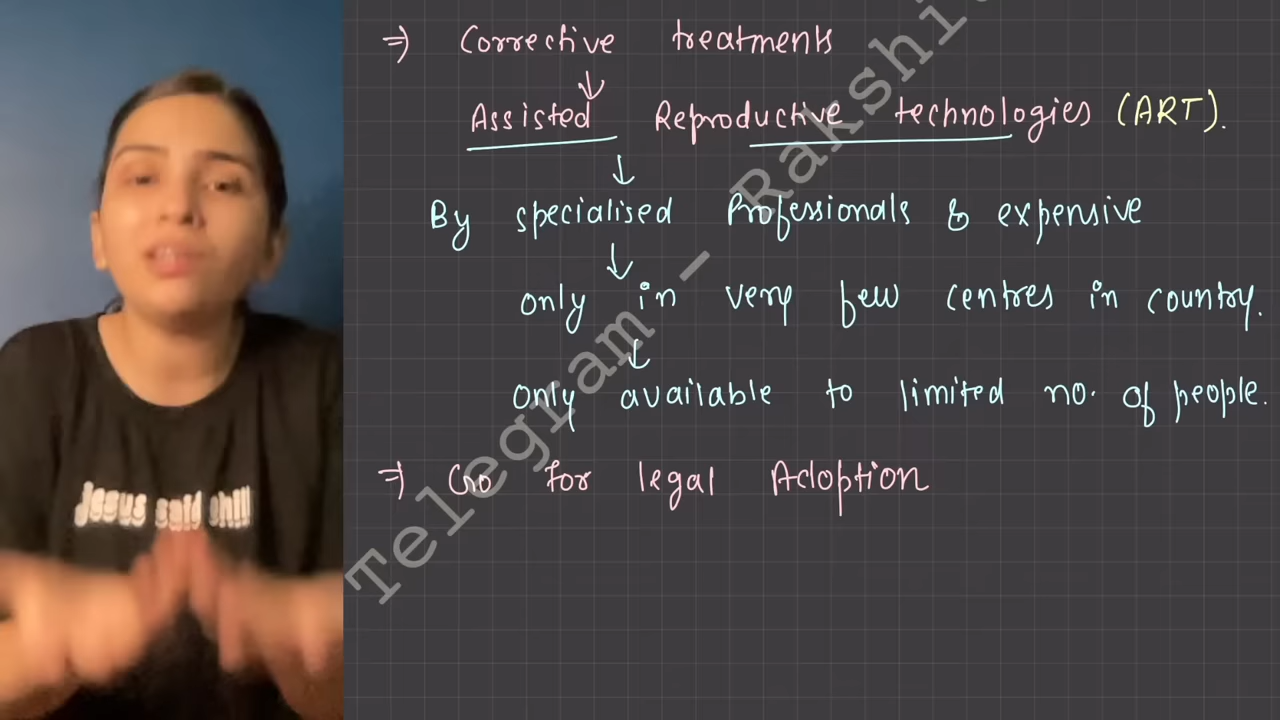 ⇒ Corrective treatments
↓
Assisted Reproductive technologies (ART).
↓
By specialised Professionals & expensive
↓
only in very few centres in country.
↓
only available to limited no. of people.
⇒ Go for legal Adoption
Jesus said chill
Telegram - Rakshi